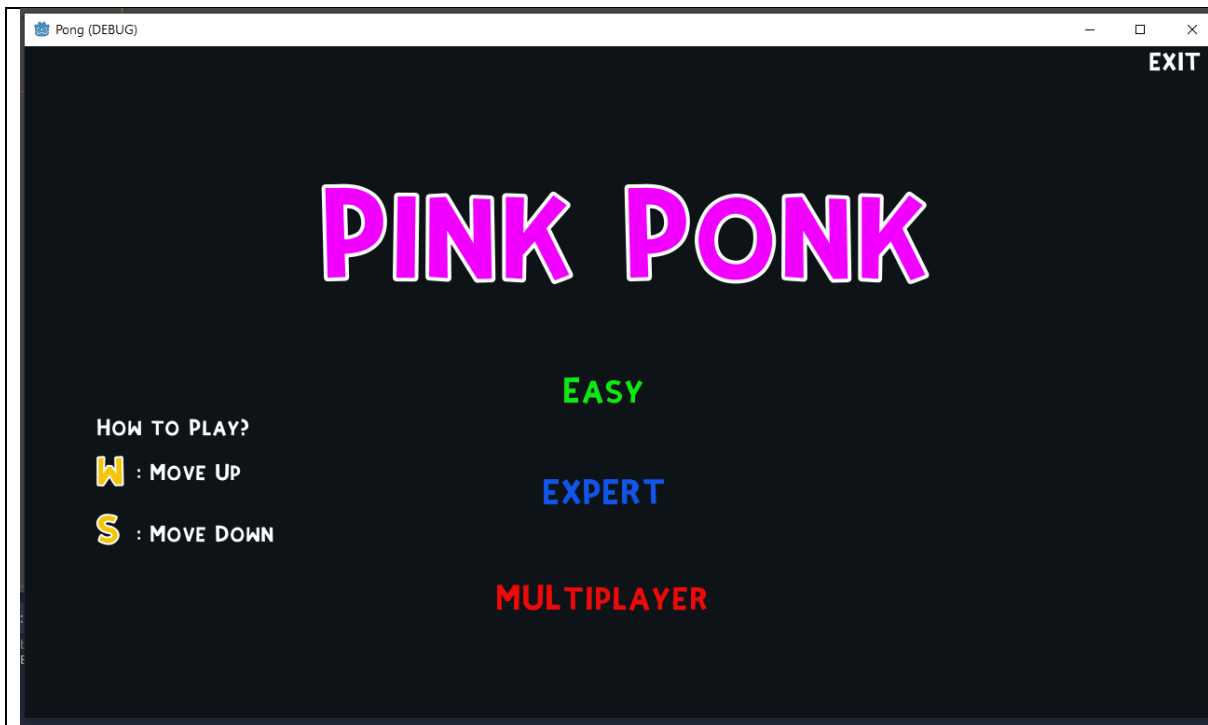 Pong (DEBUG)
EXIT
PINK PONK
EASY
HOW TO PLAY?
W : MOVE UP
EXPERT
S : MOVE DOWN
MULTIPLAYER